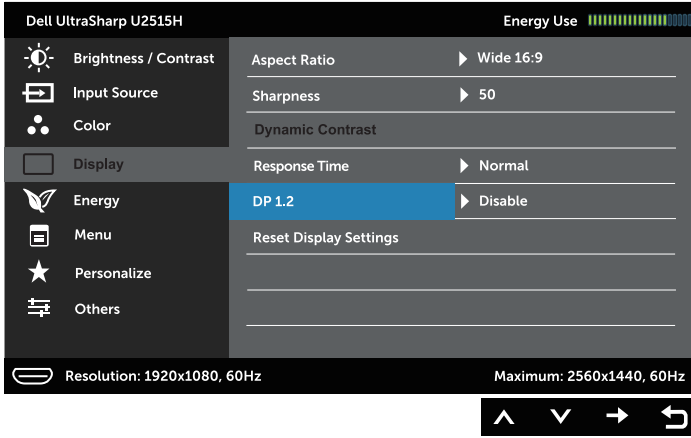 Dell UltraSharp U2515H Energy Use
Brightness / Contrast
Input Source
Color
Display
Energy
Menu
Personalize
Others
Aspect Ratio Wide 16:9
Sharpness 50
Dynamic Contrast
Response Time Normal
DP 1.2 Disable
Reset Display Settings
Resolution: 1920x1080, 60Hz Maximum: 2560x1440, 60Hz